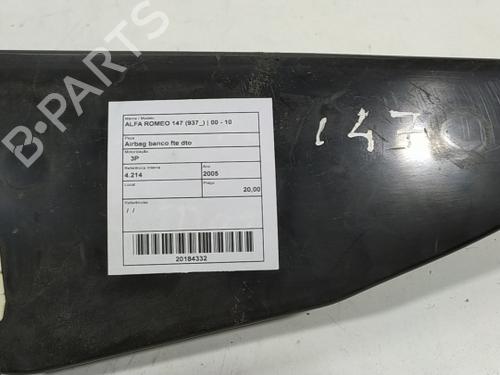 Marca / Modelo
ALFA ROMEO 147 (937_) | 00 - 10
Peça
Airbag banco fte dto
Motorização
3P
Referência Interna
Ano
4.214
2005
Local
Preço
20,00
Referências
/ /
20184332
147
B-PARTS